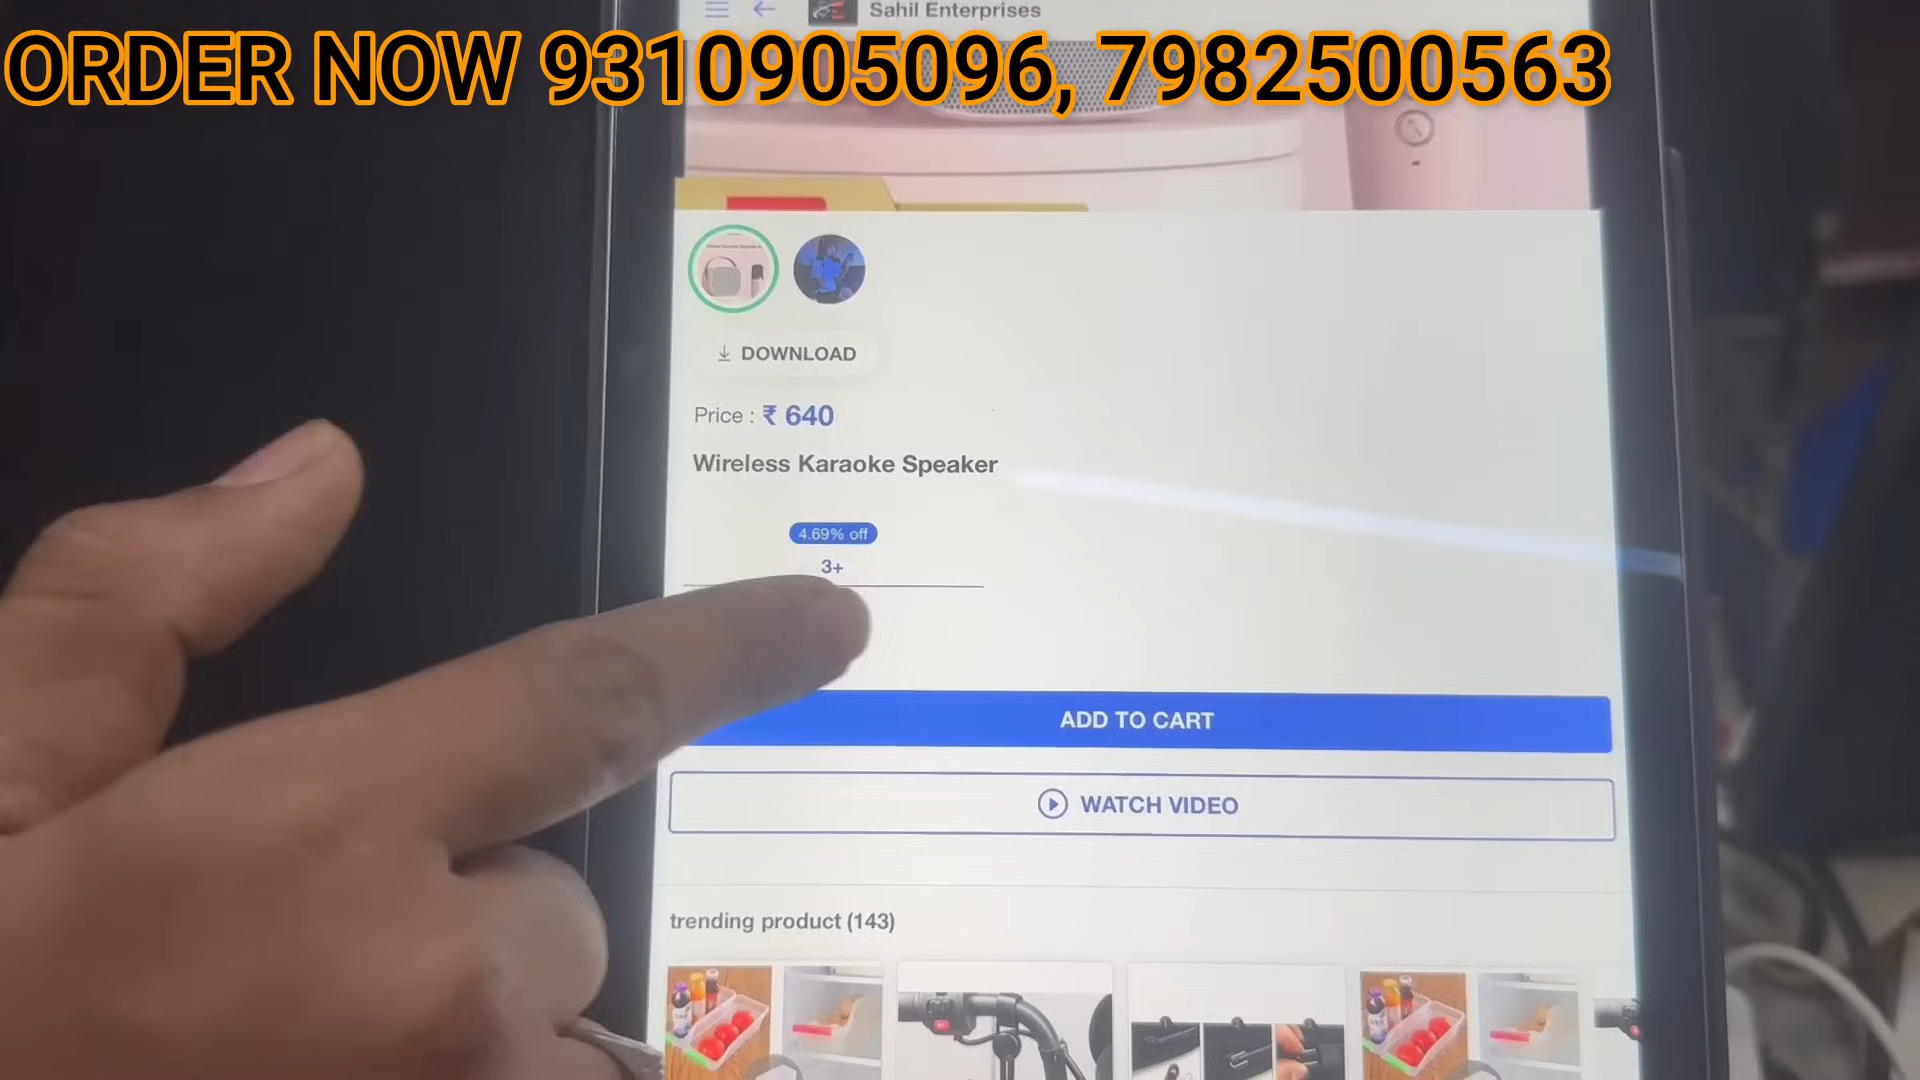 Sahil Enterprises
ORDER NOW 9310905096, 7982500563
DOWNLOAD
Price : ₹ 640
Wireless Karaoke Speaker
4.69% off
3+
ADD TO CART
WATCH VIDEO
trending product (143)